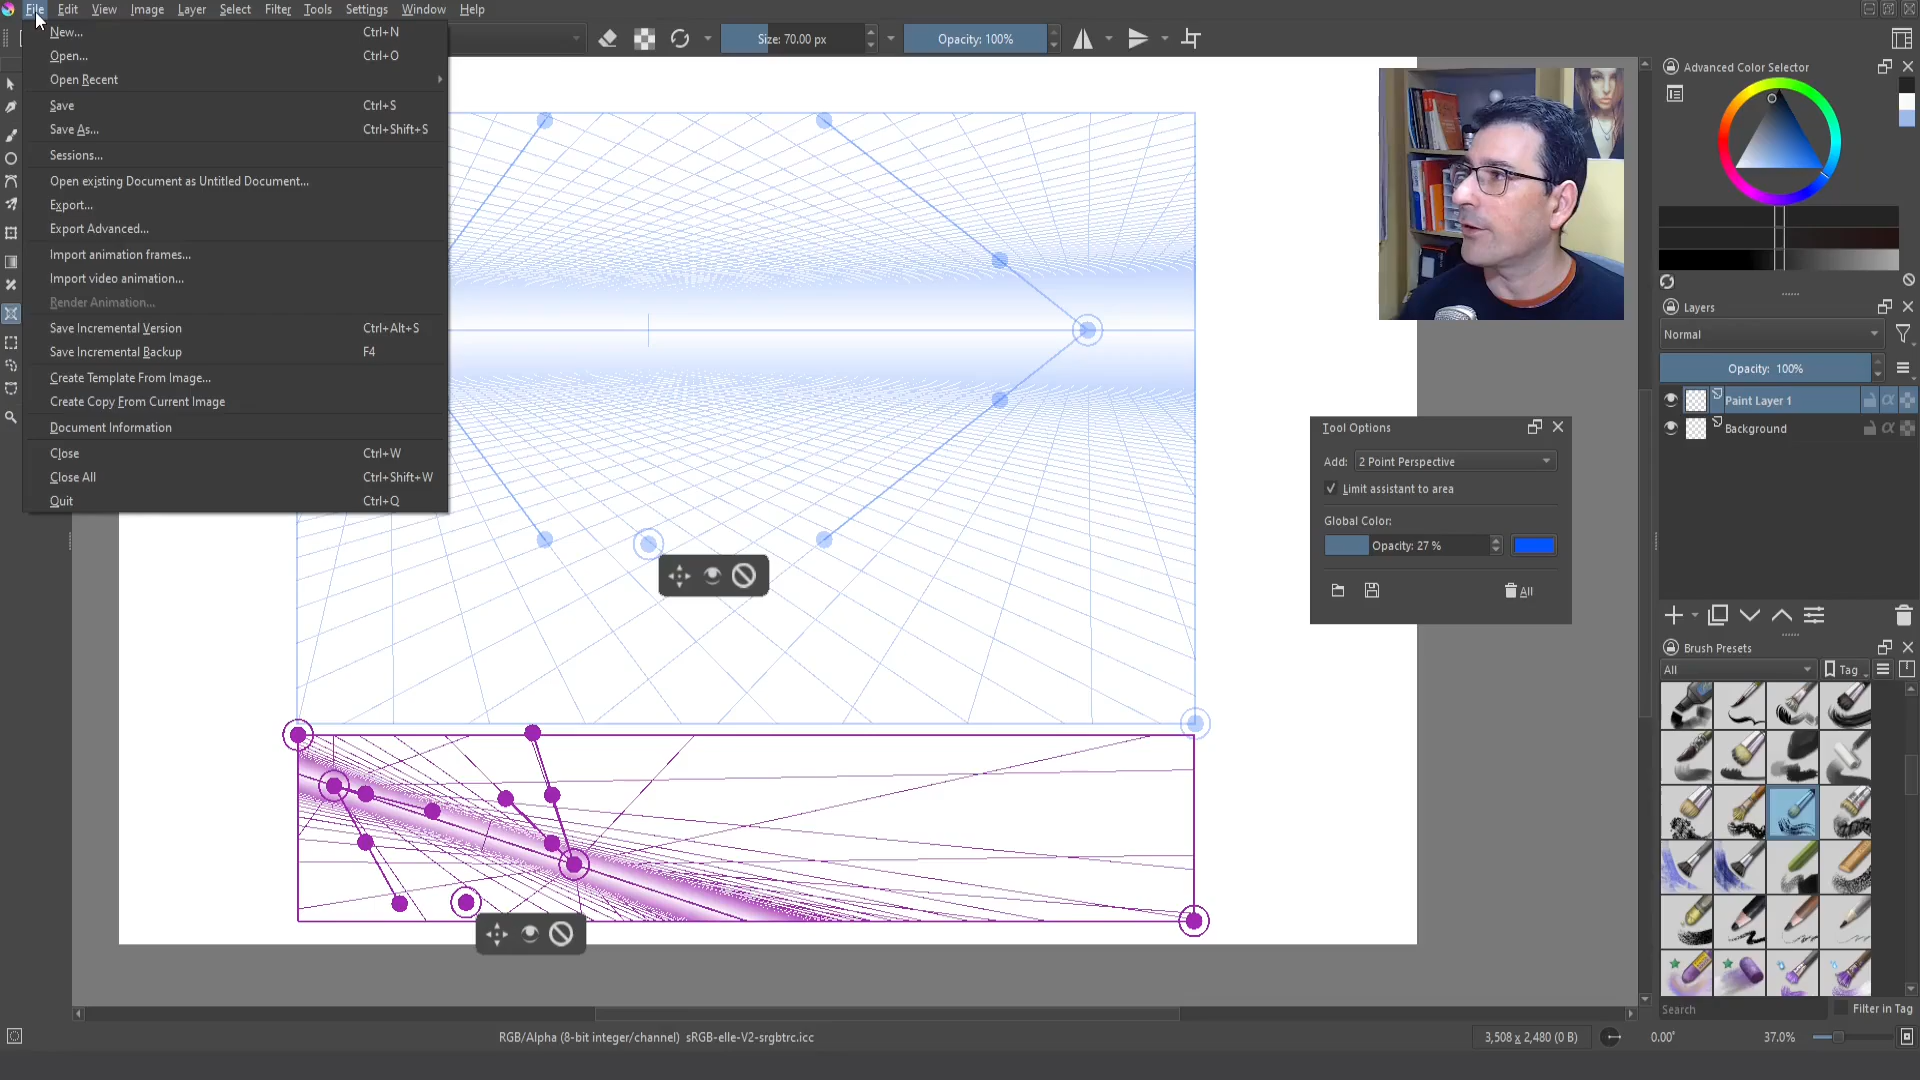 File Edit View Image Layer Select Filter Tools Settings Window Help
New... Ctrl+N
Open... Ctrl+O
Open Recent
Save Ctrl+S
Save As... Ctrl+Shift+S
Sessions...
Open existing Document as Untitled Document...
Export...
Export Advanced...
Import animation frames...
Import video animation...
Render Animation...
Save Incremental Version Ctrl+Alt+S
Save Incremental Backup F4
Create Template From Image...
Create Copy From Current Image
Document Information
Close Ctrl+W
Close All Ctrl+Shift+W
Quit Ctrl+Q
Size: 70.00 px
Opacity: 100%
Tool Options
Add: 2 Point Perspective
Limit assistant to area
Global Color:
Opacity: 27 %
All
Advanced Color Selector
Layers
Normal
Opacity: 100%
Paint Layer 1
Background
Brush Presets
All
Tag
Search
Filter in Tag
RGB/Alpha (8-bit integer/channel) sRGB-elle-V2-srgbtrc.icc
3,508 x 2,480 (0 B)
0.00°
37.0%